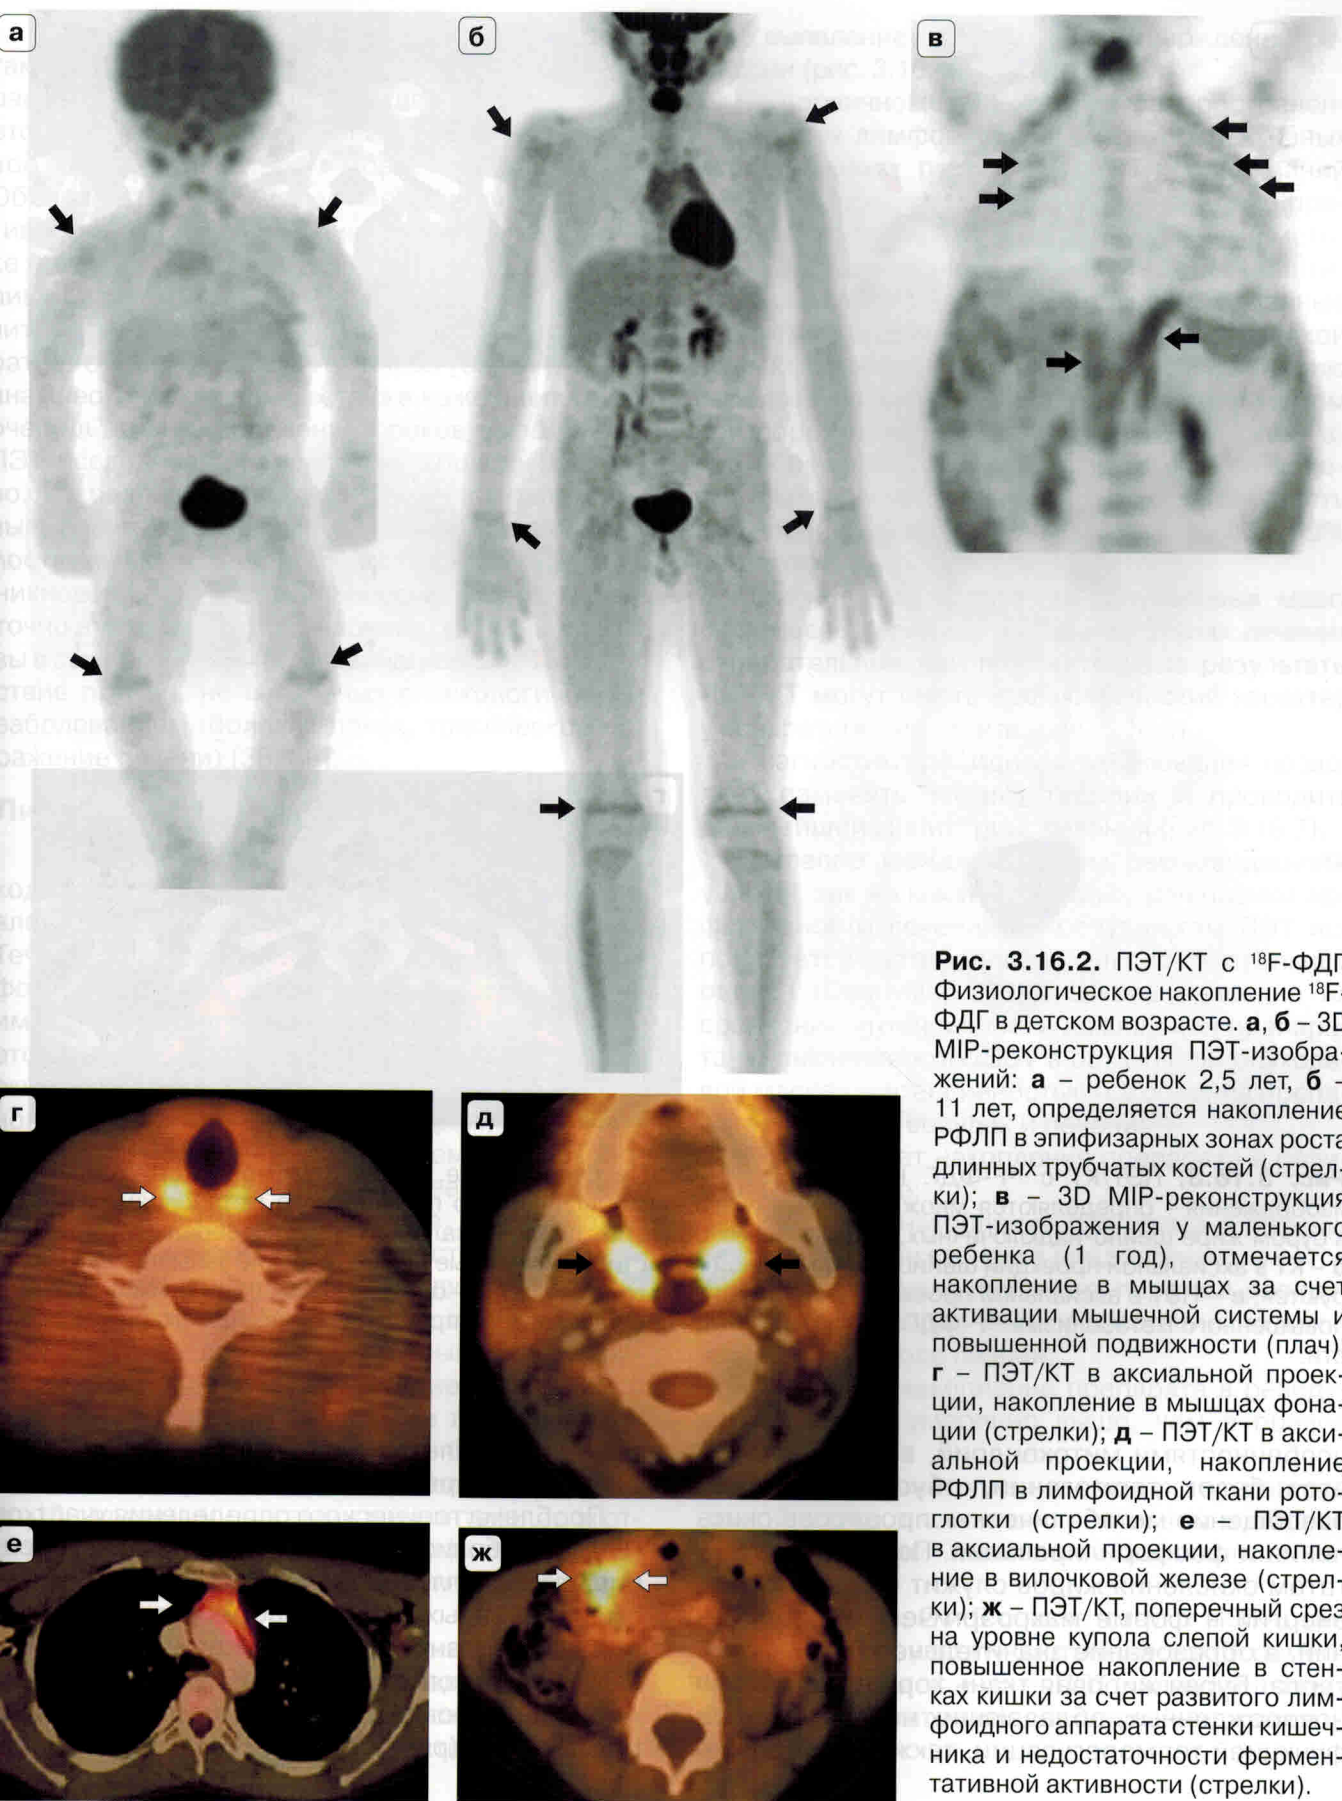 а
б
в
г
д
е
ж
Рис. 3.16.2. ПЭТ/КТ с ¹⁸F-ФДГ
Физиологическое накопление ¹⁸F-
ФДГ в детском возрасте. а, б – 3D
MIP-реконструкция ПЭТ-изобра-
жений: а – ребенок 2,5 лет, б –
11 лет, определяется накопление
РФЛП в эпифизарных зонах роста
длинных трубчатых костей (стрел-
ки); в – 3D MIP-реконструкция
ПЭТ-изображения у маленького
ребенка (1 год), отмечается
накопление в мышцах за счет
активации мышечной системы и
повышенной подвижности (плач)
г – ПЭТ/КТ в аксиальной проек-
ции, накопление в мышцах фона-
ции (стрелки); д – ПЭТ/КТ в акси-
альной проекции, накопление
РФЛП в лимфоидной ткани рото-
глотки (стрелки); е – ПЭТ/КТ
в аксиальной проекции, накопле-
ние в вилочковой железе (стрел-
ки); ж – ПЭТ/КТ, поперечный срез
на уровне купола слепой кишки,
повышенное накопление в стен-
ках кишки за счет развитого лим-
фоидного аппарата стенки кишеч-
ника и недостаточности фермен-
тативной активности (стрелки).